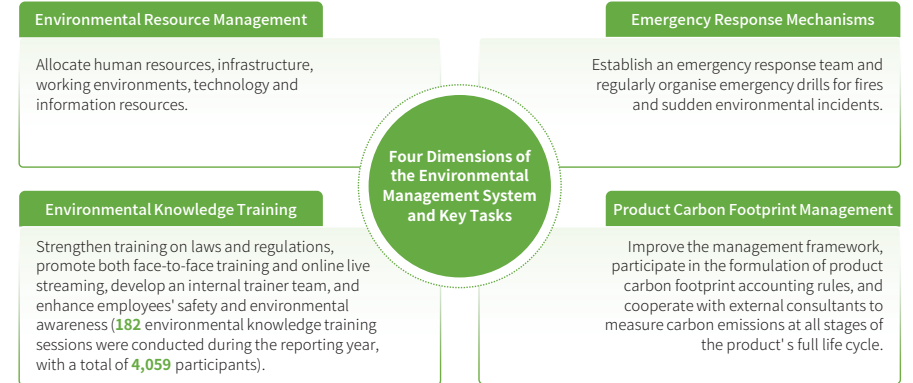 Environmental Resource Management
Allocate human resources, infrastructure,
working environments, technology and
information resources.
Emergency Response Mechanisms
Establish an emergency response team and
regularly organise emergency drills for fires
and sudden environmental incidents.
Four Dimensions of
the Environmental
Management System
and Key Tasks
Environmental Knowledge Training
Strengthen training on laws and regulations,
promote both face-to-face training and online live
streaming, develop an internal trainer team, and
enhance employees' safety and environmental
awareness (182 environmental knowledge training
sessions were conducted during the reporting year,
with a total of 4,059 participants).
Product Carbon Footprint Management
Improve the management framework,
participate in the formulation of product
carbon footprint accounting rules, and
cooperate with external consultants to
measure carbon emissions at all stages of
the product' s full life cycle.